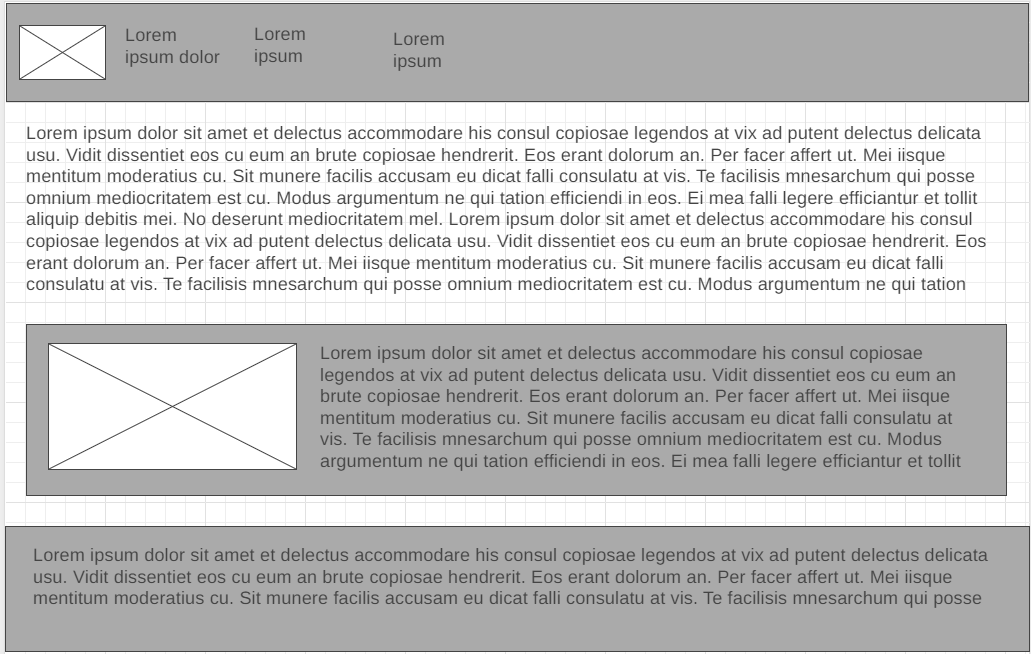 Lorem
ipsum dolor
Lorem
ipsum
Lorem
ipsum
Lorem ipsum dolor sit amet et delectus accommodare his consul copiosae legendos at vix ad putent delectus delicata
usu. Vidit dissentiet eos cu eum an brute copiosae hendrerit. Eos erant dolorum an. Per facer affert ut. Mei iisque
mentitum moderatius cu. Sit munere facilis accusam eu dicat falli consulatu at vis. Te facilisis mnesarchum qui posse
omnium mediocritatem est cu. Modus argumentum ne qui tation efficiendi in eos. Ei mea falli legere efficiantur et tollit
aliquip debitis mei. No deserunt mediocritatem mel. Lorem ipsum dolor sit amet et delectus accommodare his consul
copiosae legendos at vix ad putent delectus delicata usu. Vidit dissentiet eos cu eum an brute copiosae hendrerit. Eos
erant dolorum an. Per facer affert ut. Mei iisque mentitum moderatius cu. Sit munere facilis accusam eu dicat falli
consulatu at vis. Te facilisis mnesarchum qui posse omnium mediocritatem est cu. Modus argumentum ne qui tation
Lorem ipsum dolor sit amet et delectus accommodare his consul copiosae
legendos at vix ad putent delectus delicata usu. Vidit dissentiet eos cu eum an
brute copiosae hendrerit. Eos erant dolorum an. Per facer affert ut. Mei iisque
mentitum moderatius cu. Sit munere facilis accusam eu dicat falli consulatu at
vis. Te facilisis mnesarchum qui posse omnium mediocritatem est cu. Modus
argumentum ne qui tation efficiendi in eos. Ei mea falli legere efficiantur et tollit
Lorem ipsum dolor sit amet et delectus accommodare his consul copiosae legendos at vix ad putent delectus delicata
usu. Vidit dissentiet eos cu eum an brute copiosae hendrerit. Eos erant dolorum an. Per facer affert ut. Mei iisque
mentitum moderatius cu. Sit munere facilis accusam eu dicat falli consulatu at vis. Te facilisis mnesarchum qui posse